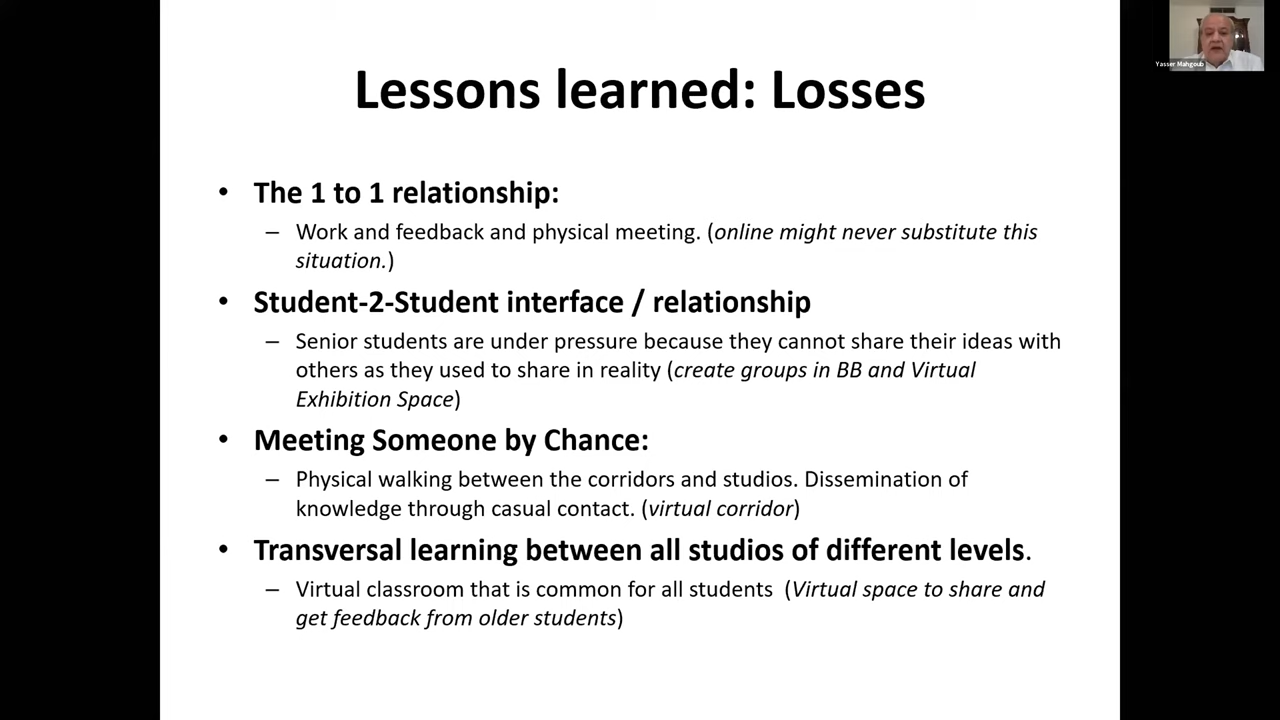 Lessons learned: Losses
• The 1 to 1 relationship:
– Work and feedback and physical meeting. (online might never substitute this
situation.)
• Student-2-Student interface / relationship
– Senior students are under pressure because they cannot share their ideas with
others as they used to share in reality (create groups in BB and Virtual
Exhibition Space)
• Meeting Someone by Chance:
– Physical walking between the corridors and studios. Dissemination of
knowledge through casual contact. (virtual corridor)
• Transversal learning between all studios of different levels.
– Virtual classroom that is common for all students (Virtual space to share and
get feedback from older students)
Yasser Mahgoub